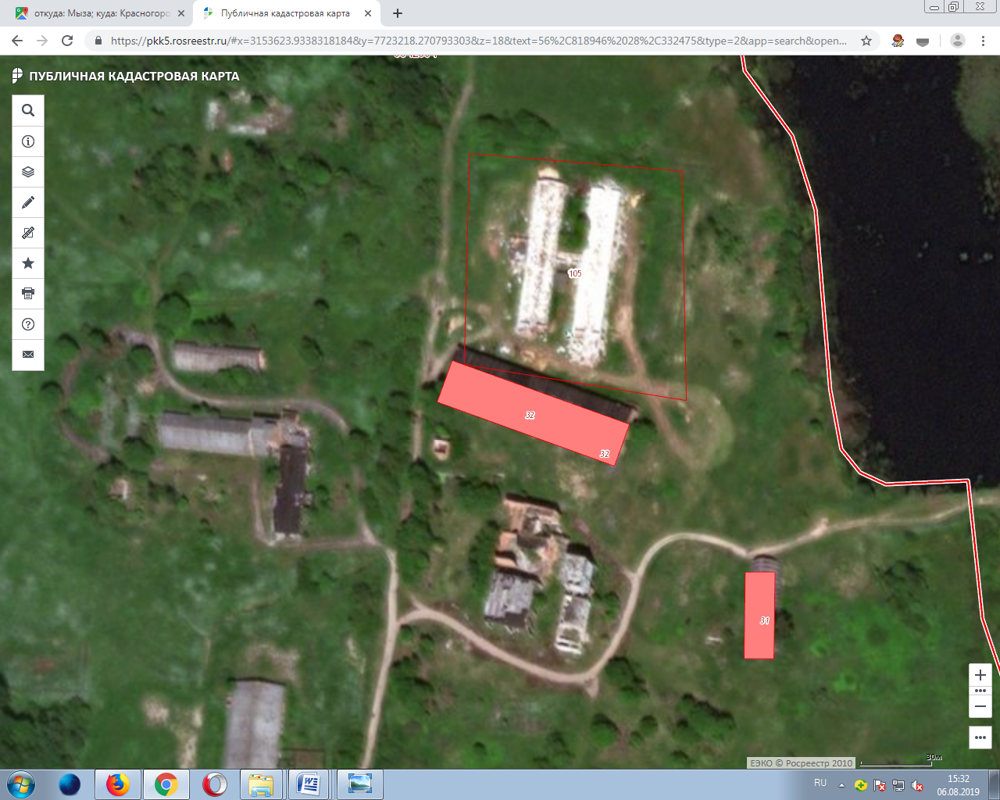 откуда: Мыза; куда: Красногоро
Публичная кадастровая карта
https://pkk5.rosreestr.ru/#x=3153623.9338318184&y=7723218.270793303&z=18&text=56%2C818946%2028%2C332475&type=2&app=search&open...
ПУБЛИЧНАЯ КАДАСТРОВАЯ КАРТА
105
32
32
31
30м
ЕЭКО © Росреестр 2010
RU
15:32
06.08.2019